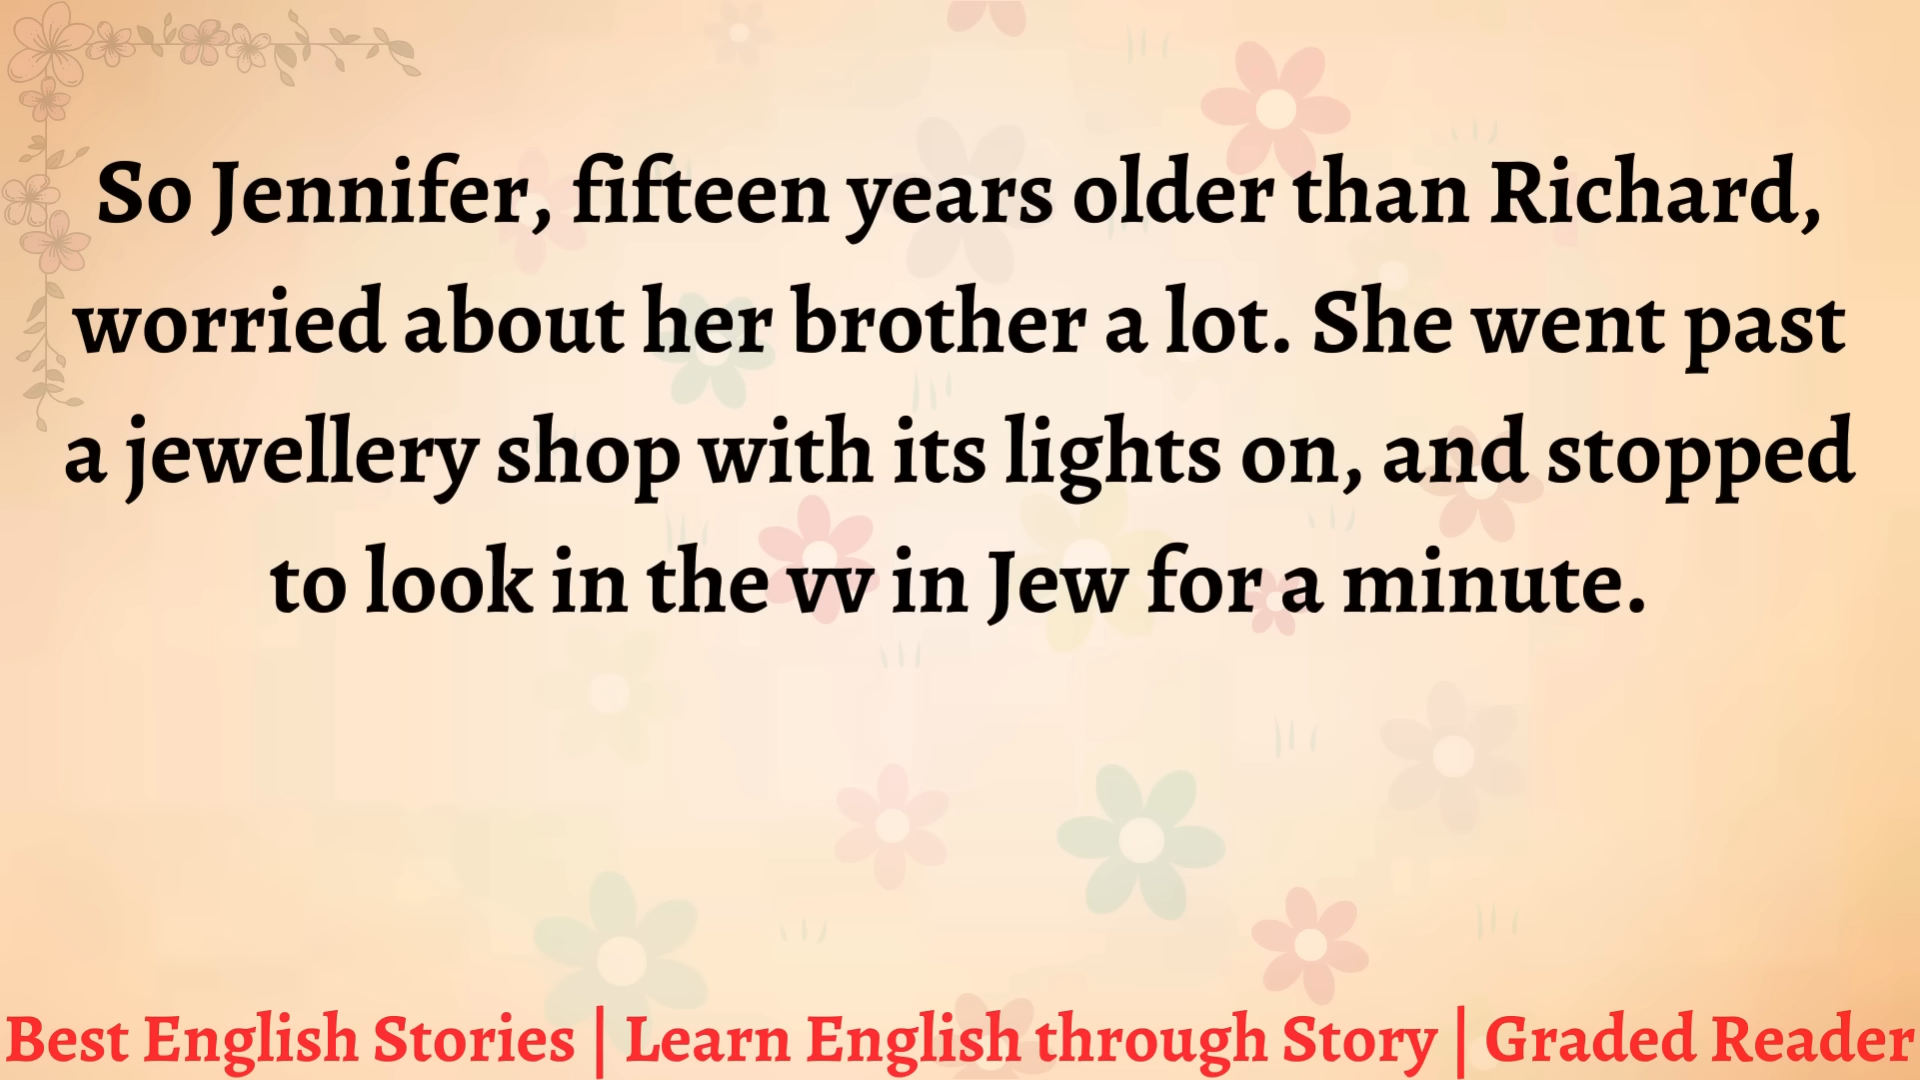 So Jennifer, fifteen years older than Richard,
worried about her brother a lot. She went past
a jewellery shop with its lights on, and stopped
to look in the vv in Jew for a minute.
Best English Stories | Learn English through Story | Graded Reader